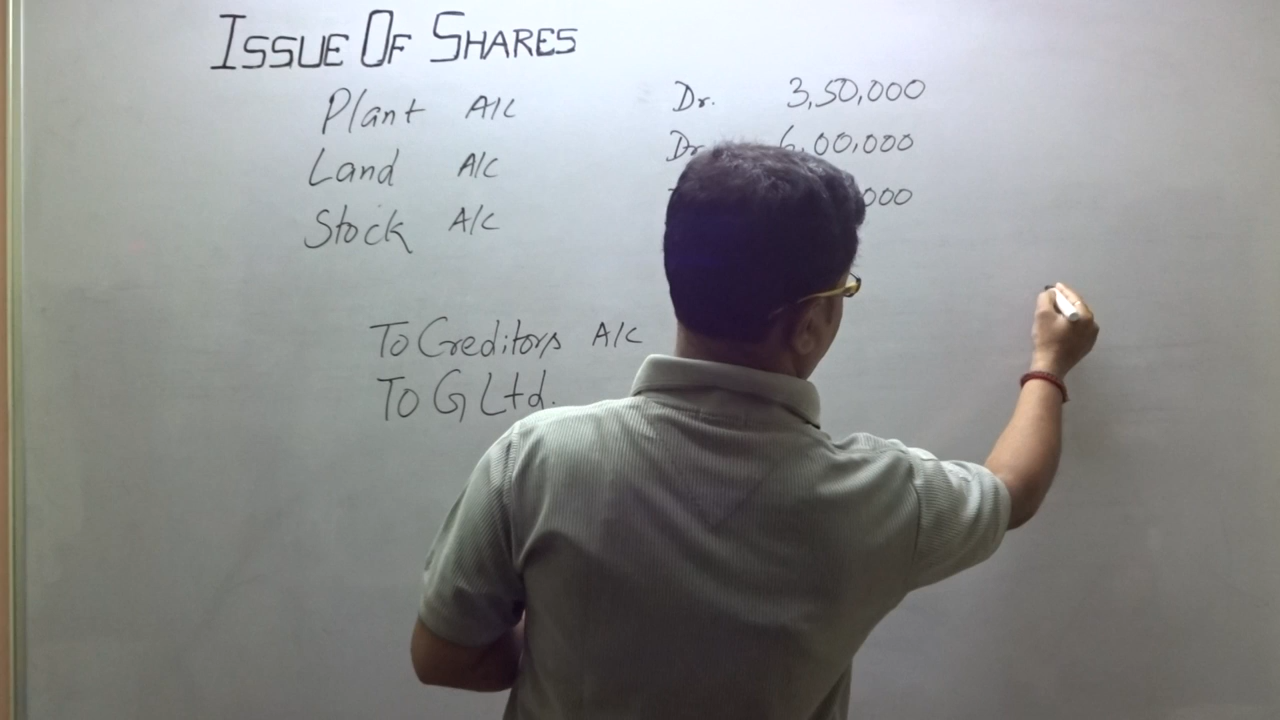 ISSUE OF SHARES
Plant A/C Dr. 3,50,000
Land A/C Dr 6,00,000
Stock A/C 000
To Creditors A/C
To G Ltd.